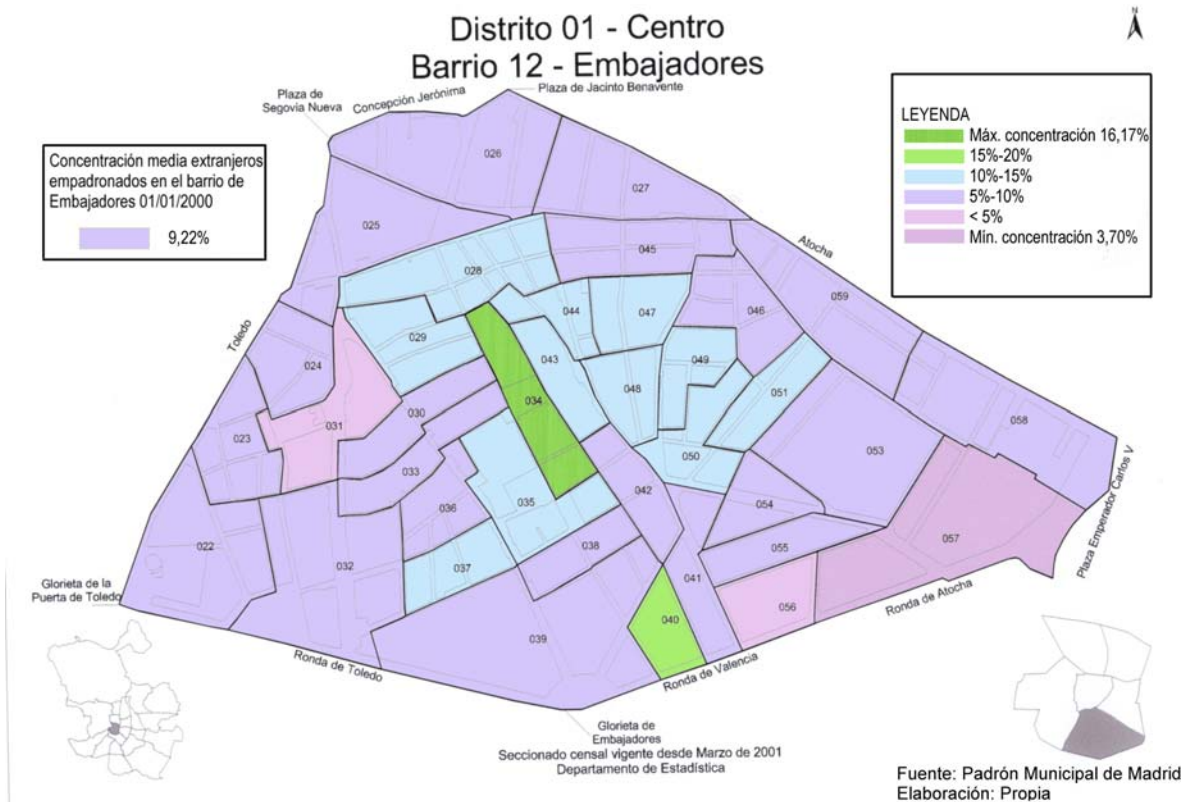 N
Distrito 01 - Centro
Barrio 12 - Embajadores
Plaza de
Segovia Nueva
Concepción Jerónima
Plaza de Jacinto Benavente
Concentración media extranjeros
empadronados en el barrio de
Embajadores 01/01/2000
9,22%
LEYENDA
Máx. concentración 16,17%
15%-20%
10%-15%
5%-10%
< 5%
Min. concentración 3,70%
026
027
025
045
Atocha
028
059
044
047
046
Toledo
029
043
049
024
048
051
034
030
058
031
023
053
033
050
035
042
054
036
Plaza Emperador Carlos V
022
032
037
038
055
057
041
Glorieta de la
Puerta de Toledo
056
040
Ronda de Atocha
039
Ronda de Toledo
Ronda de Valencia
Glorieta de
Embajadores
Seccionado censal vigente desde Marzo de 2001
Departamento de Estadística
Fuente: Padrón Municipal de Madrid
Elaboración: Propia